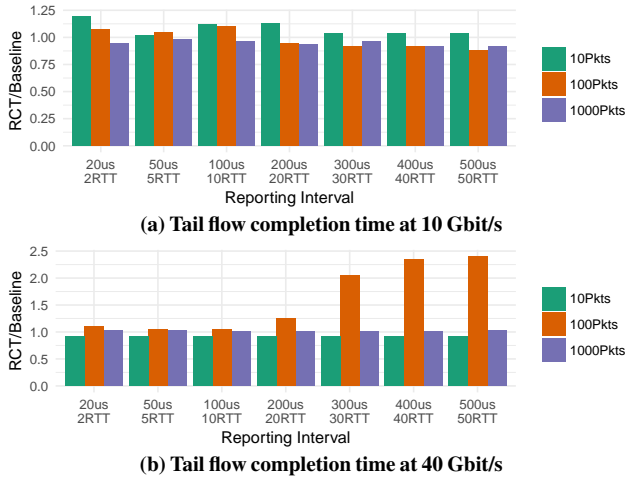 RCT/Baseline
1.25
1.00
0.75
0.50
0.25
0.00
20us 50us 100us 200us 300us 400us 500us
2RTT 5RTT 10RTT 20RTT 30RTT 40RTT 50RTT
Reporting Interval
10Pkts
100Pkts
1000Pkts
(a) Tail flow completion time at 10 Gbit/s
RCT/Baseline
2.5
2.0
1.5
1.0
0.5
0.0
20us 50us 100us 200us 300us 400us 500us
2RTT 5RTT 10RTT 20RTT 30RTT 40RTT 50RTT
Reporting Interval
10Pkts
100Pkts
1000Pkts
(b) Tail flow completion time at 40 Gbit/s